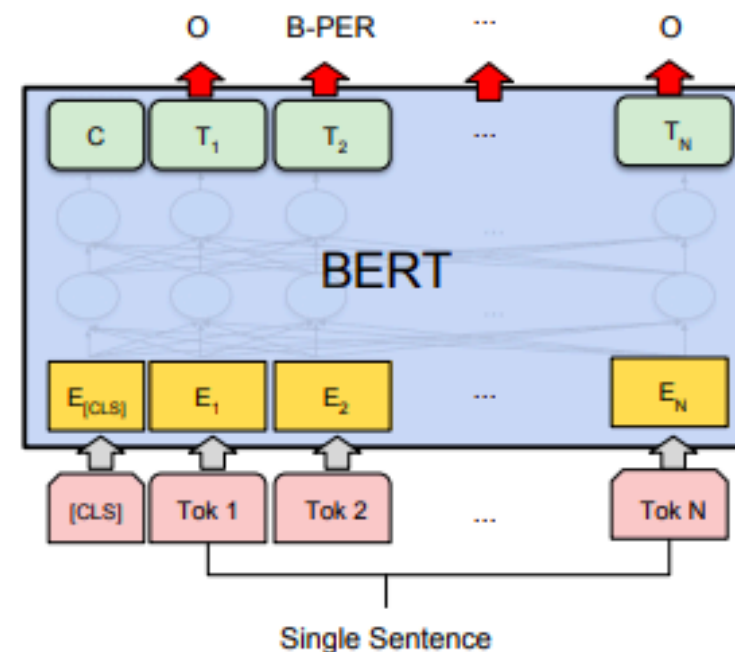 O B-PER ... O
C T1 T2 ... TN
...
BERT
...
E[CLS] E1 E2 ... EN
[CLS] Tok 1 Tok 2 ... Tok N
Single Sentence